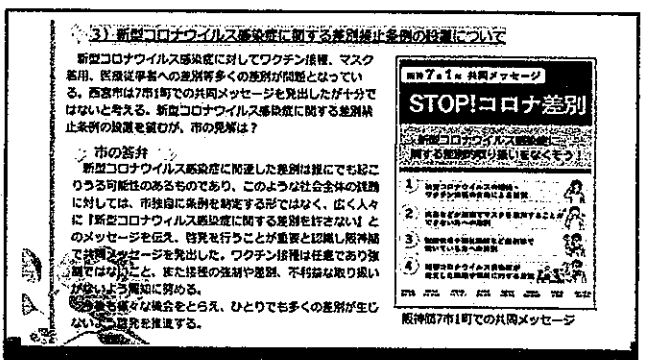 3）新型コロナウイルス感染症に関する差別禁止条例の設置について
新型コロナウイルス感染症に対してワクチン接種、マスク
着用、医療従事者への差別等多くの差別が問題となってい
る。西宮市は7市1町での共同メッセージを発出したが十分で
はないと考える。新型コロナウイルス感染症に関する差別禁
止条例の設置を望むが、市の見解は？
市の答弁
新型コロナウイルス感染症に関連した差別は誰にでも起こ
りうる可能性のあるものであり、このような社会全体の課題
に対しては、市独自に条例を制定する形ではなく、広く人々
に『新型コロナウイルス感染症に関する差別を許さない』と
のメッセージを伝え、啓発を行うことが重要と認識し阪神間
で共同メッセージを発出した。ワクチン接種は任意であり強
制ではないこと、また接種の強制や差別、不利益な取り扱い
がないよう周知に努める。
今後も様々な機会をとらえ、ひとりでも多くの差別が生じ
ないよう啓発を推進する。
7市1町 共同メッセージ
STOP!コロナ差別
新型コロナウイルス感染症に
関する差別的取り扱いをなくそう！
1
2
3
4
阪神間7市1町での共同メッセージ